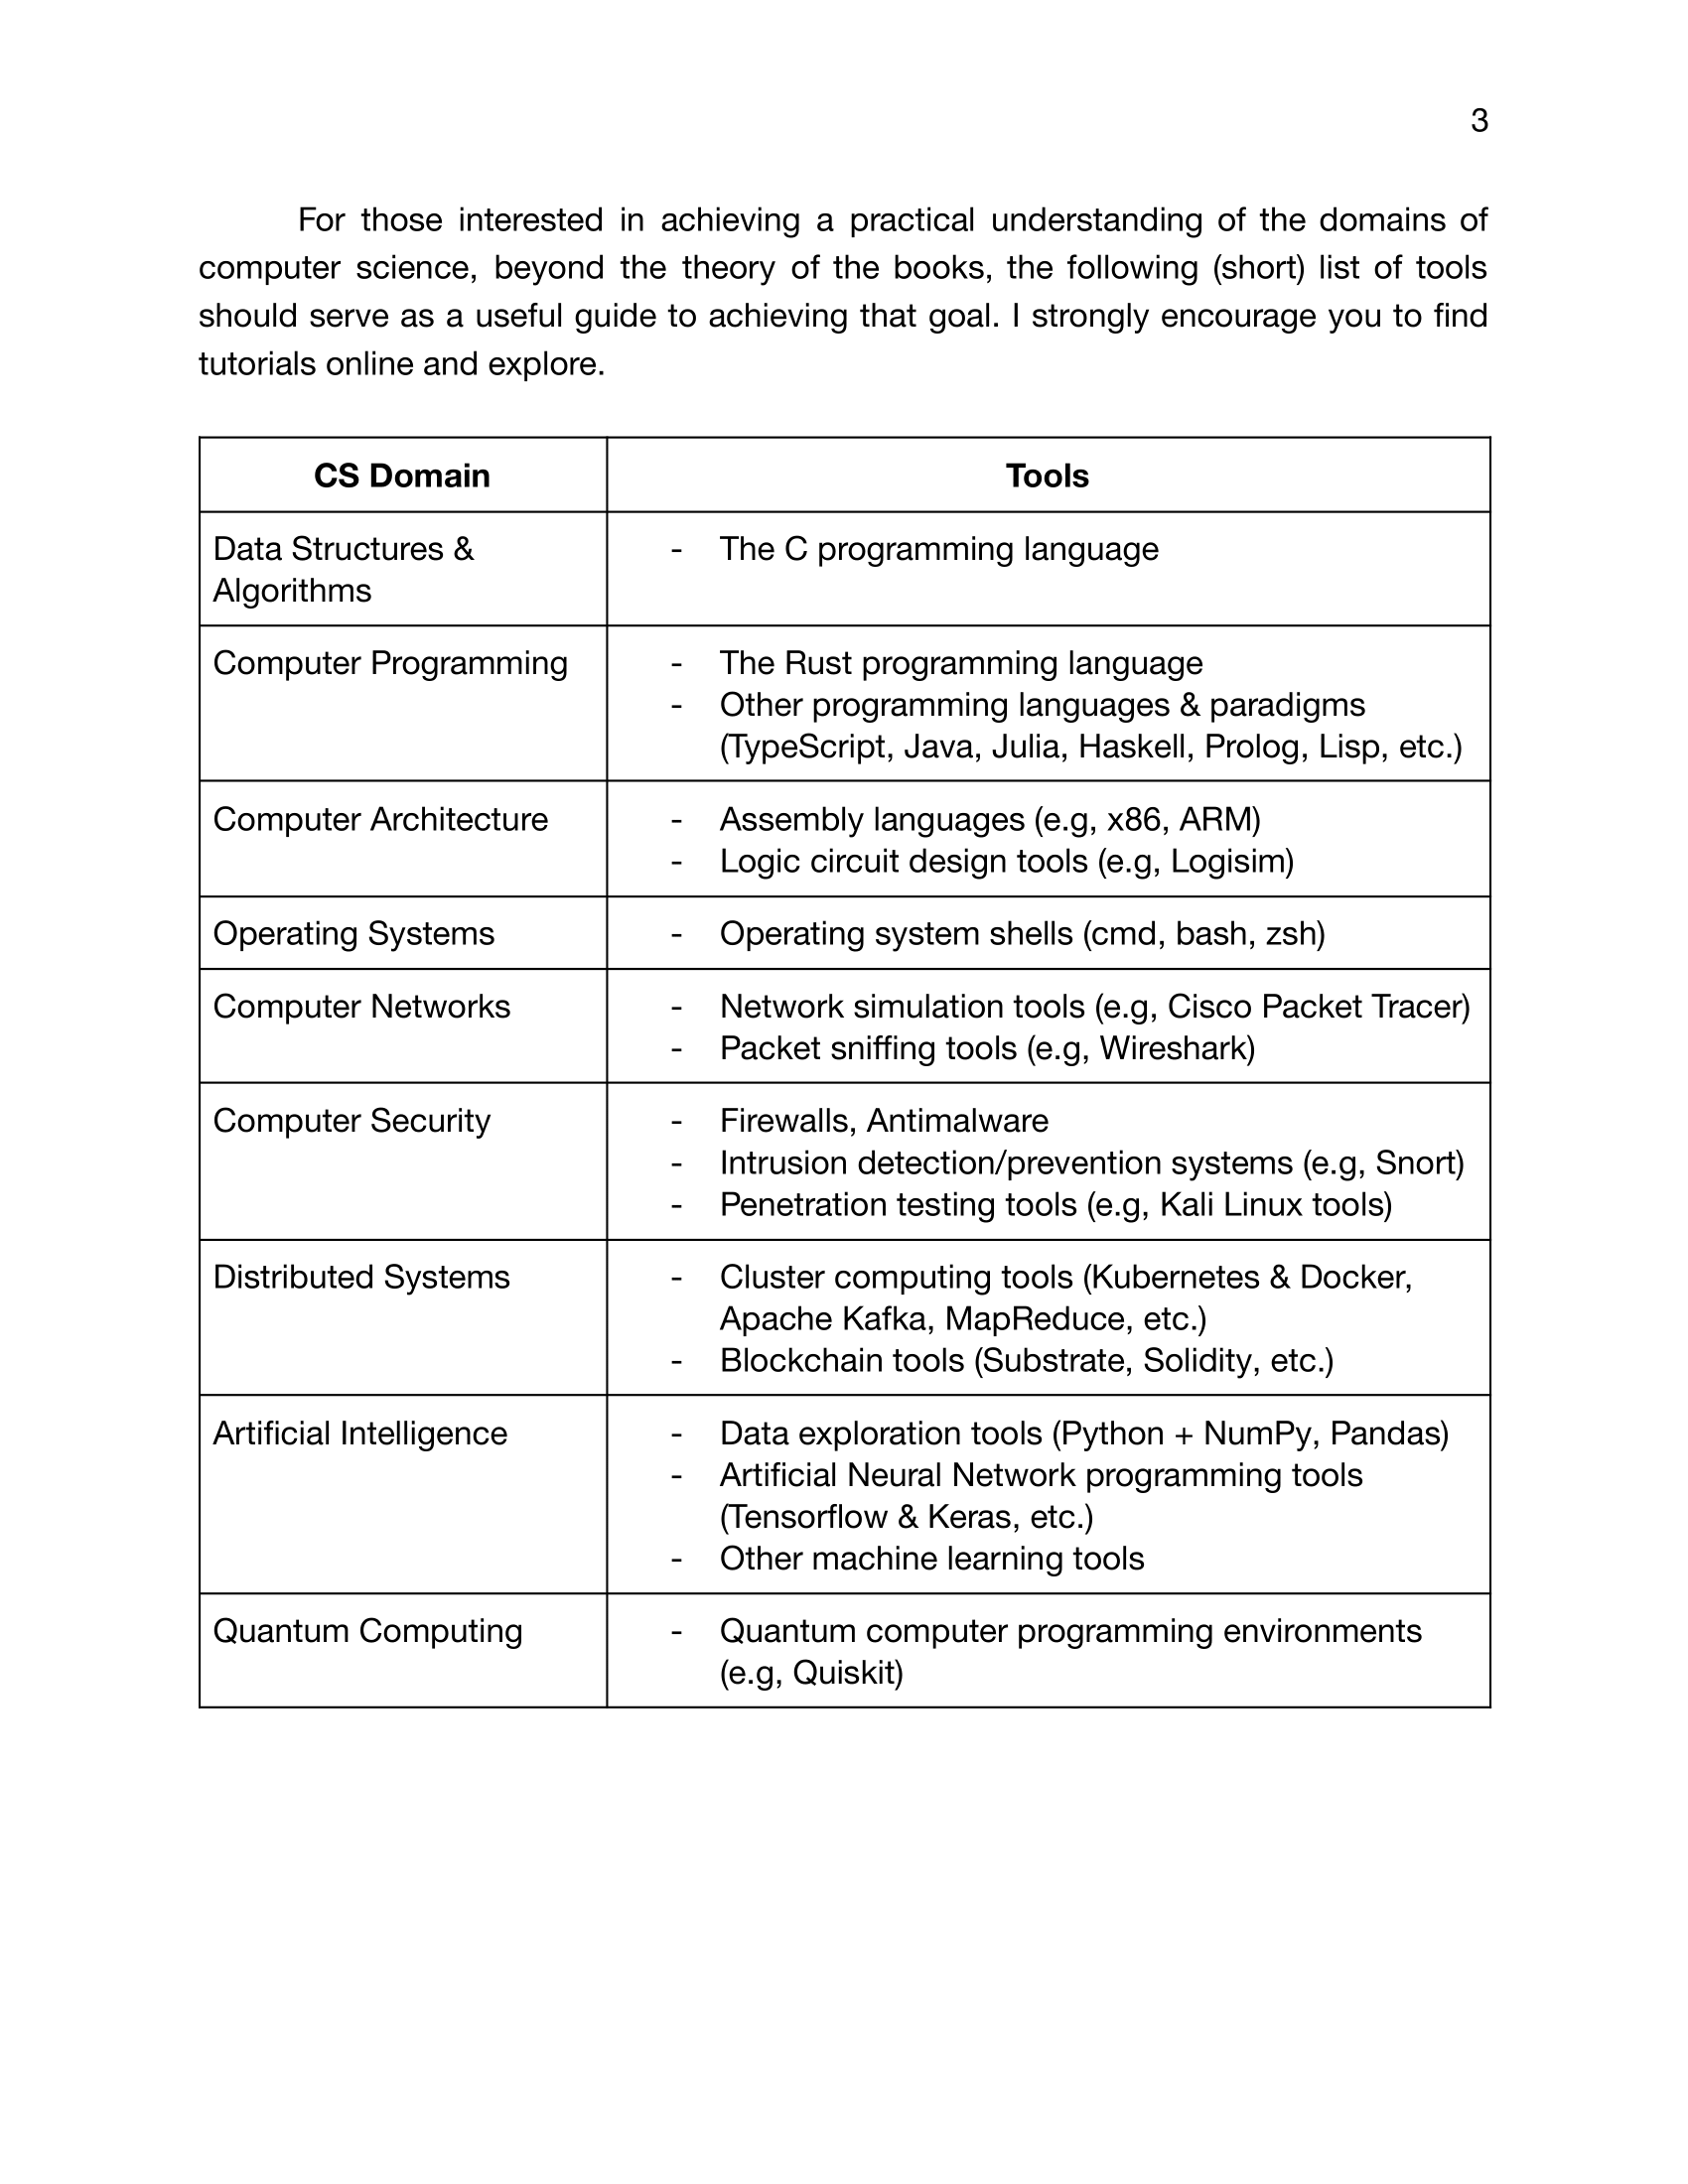 3
For those interested in achieving a practical understanding of the domains of
computer science, beyond the theory of the books, the following (short) list of tools
should serve as a useful guide to achieving that goal. I strongly encourage you to find
tutorials online and explore.
CS Domain
Tools
Data Structures &
Algorithms
- The C programming language
Computer Programming
- The Rust programming language
- Other programming languages & paradigms
(TypeScript, Java, Julia, Haskell, Prolog, Lisp, etc.)
Computer Architecture
- Assembly languages (e.g, x86, ARM)
- Logic circuit design tools (e.g, Logisim)
Operating Systems
- Operating system shells (cmd, bash, zsh)
Computer Networks
- Network simulation tools (e.g, Cisco Packet Tracer)
- Packet sniffing tools (e.g, Wireshark)
Computer Security
- Firewalls, Antimalware
- Intrusion detection/prevention systems (e.g, Snort)
- Penetration testing tools (e.g, Kali Linux tools)
Distributed Systems
- Cluster computing tools (Kubernetes & Docker,
Apache Kafka, MapReduce, etc.)
- Blockchain tools (Substrate, Solidity, etc.)
Artificial Intelligence
- Data exploration tools (Python + NumPy, Pandas)
- Artificial Neural Network programming tools
(Tensorflow & Keras, etc.)
- Other machine learning tools
Quantum Computing
- Quantum computer programming environments
(e.g, Quiskit)